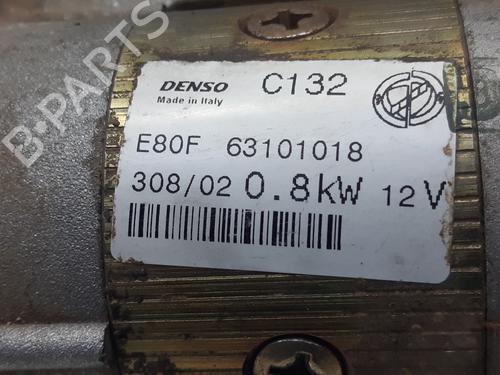 DENSO C132
Made in Italy
E80F 63101018
308/02 0.8kW 12V
B-PARTS